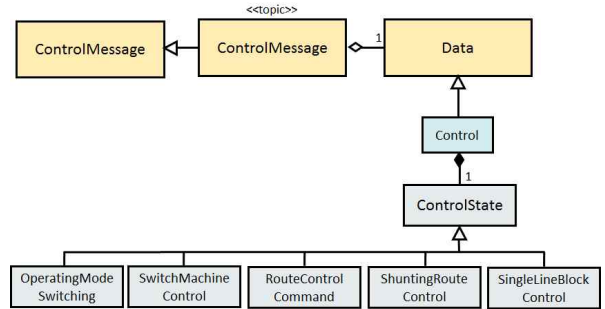 <<topic>>
ControlMessage
ControlMessage
1
Data
Control
1
ControlState
OperatingMode
Switching
SwitchMachine
Control
RouteControl
Command
ShuntingRoute
Control
SingleLineBlock
Control